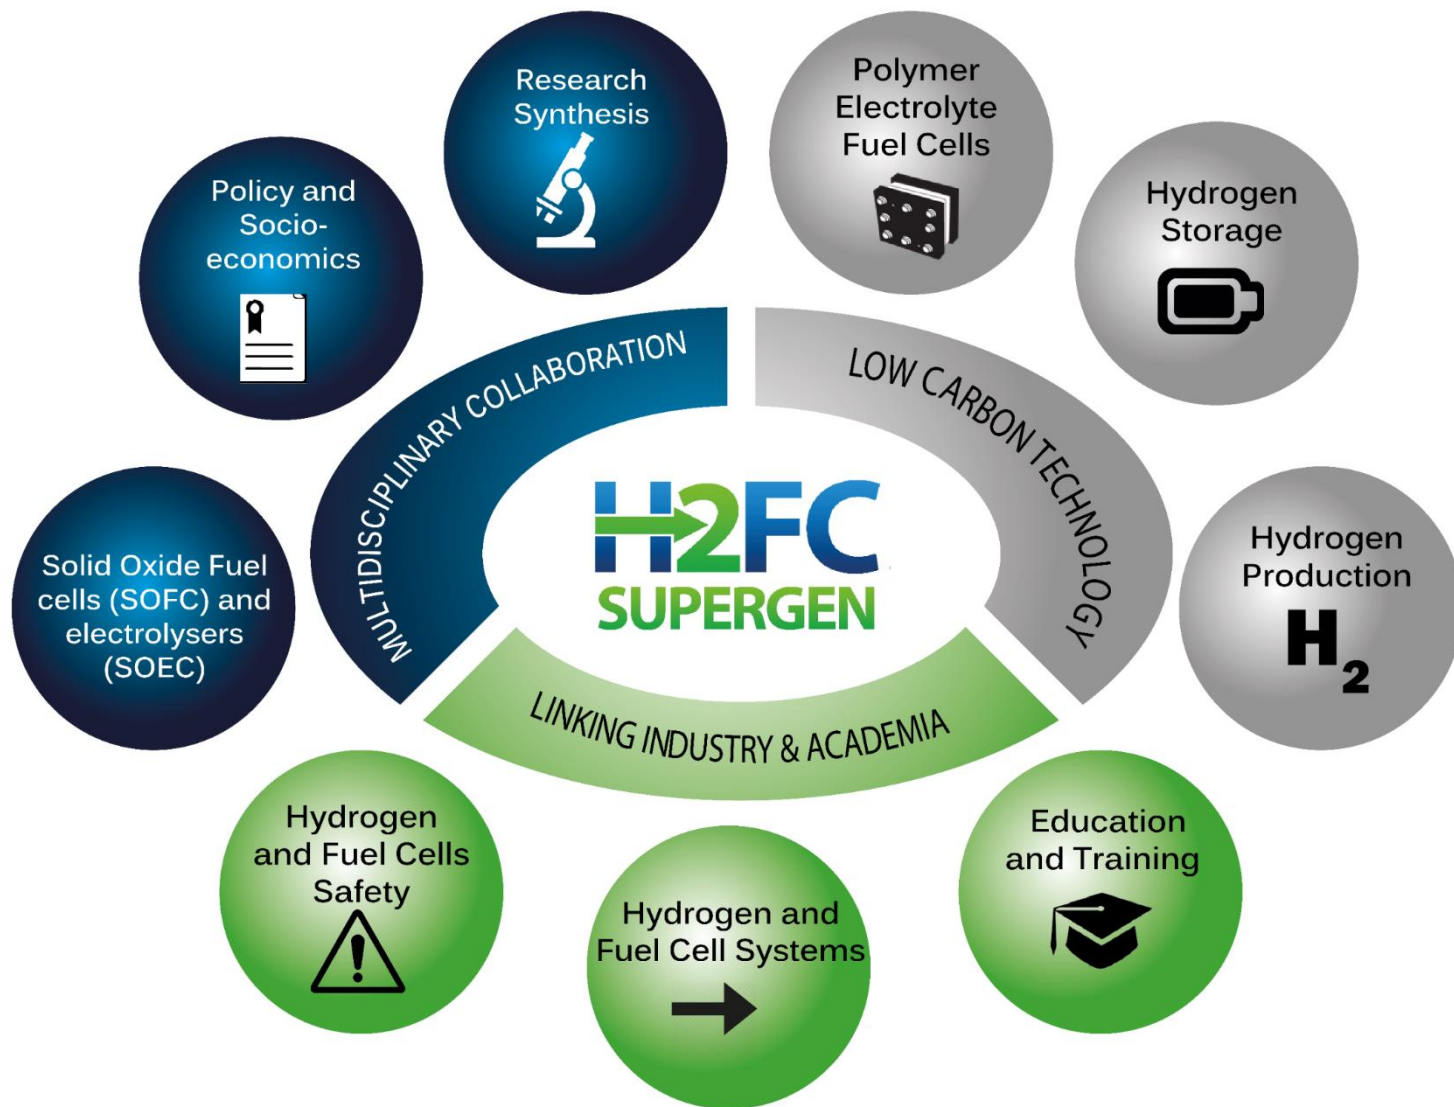 Research
Synthesis
Polymer
Electrolyte
Fuel Cells
Policy and
Socio-
economics
Hydrogen
Storage
MULTIDISCIPLINARY COLLABORATION
LOW CARBON TECHNOLOGY
H2FC
SUPERGEN
Solid Oxide Fuel
cells (SOFC) and
electrolysers
(SOEC)
Hydrogen
Production
H2
LINKING INDUSTRY & ACADEMIA
Hydrogen
and Fuel Cells
Safety
Hydrogen and
Fuel Cell Systems
Education
and Training